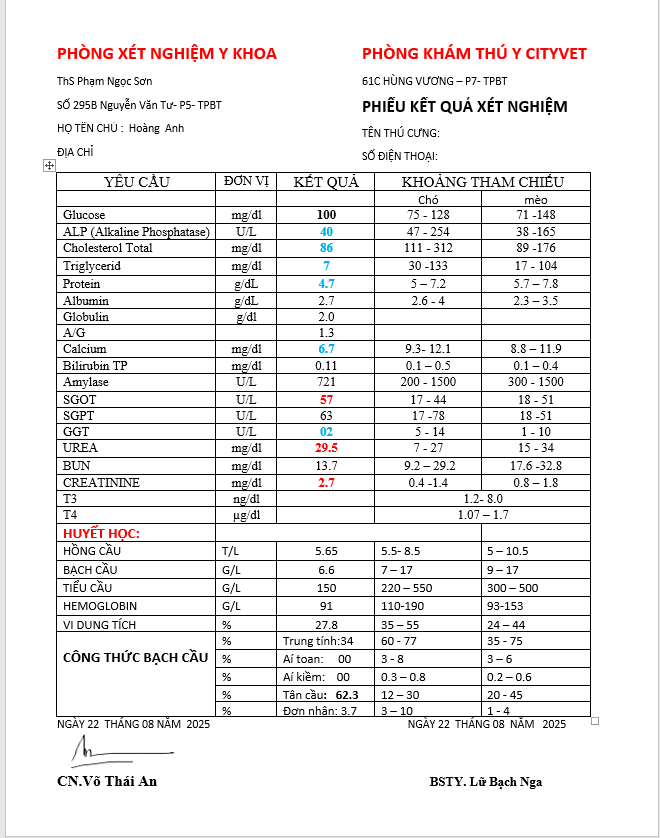 PHÒNG XÉT NGHIỆM Y KHOA PHÒNG KHÁM THÚ Y CITYVET
ThS Phạm Ngọc Sơn 61C HÙNG VƯƠNG – P7- TPBT
SỐ 295B Nguyễn Văn Tư- P5- TPBT PHIẾU KẾT QUẢ XÉT NGHIỆM
HỌ TÊN CHỦ : Hoàng Anh TÊN THÚ CƯNG:
ĐỊA CHỈ SỐ ĐIỆN THOẠI:
YÊU CẦU ĐƠN VỊ KẾT QUẢ KHOẢNG THAM CHIẾU
Chó mèo
Glucose mg/dl 100 75 - 128 71 -148
ALP (Alkaline Phosphatase) U/L 40 47 - 254 38 -165
Cholesterol Total mg/dl 86 111 - 312 89 -176
Triglycerid mg/dl 7 30 -133 17 - 104
Protein g/dL 4.7 5 – 7.2 5.7 – 7.8
Albumin g/dL 2.7 2.6 - 4 2.3 – 3.5
Globulin g/dl 2.0
A/G 1.3
Calcium mg/dl 6.7 9.3- 12.1 8.8 – 11.9
Bilirubin TP mg/dl 0.11 0.1 – 0.5 0.1 – 0.4
Amylase U/L 721 200 - 1500 300 - 1500
SGOT U/L 57 17 - 44 18 - 51
SGPT U/L 63 17 -78 18 -51
GGT U/L 02 5 - 14 1 - 10
UREA mg/dl 29.5 7 - 27 15 - 34
BUN mg/dl 13.7 9.2 – 29.2 17.6 -32.8
CREATININE mg/dl 2.7 0.4 -1.4 0.8 – 1.8
T3 ng/dl 1.2- 8.0
T4 µg/dl 1.07 – 1.7
HUYẾT HỌC:
HỒNG CẦU T/L 5.65 5.5- 8.5 5 – 10.5
BẠCH CẦU G/L 6.6 7 – 17 9 – 17
TIỂU CẦU G/L 150 220 – 550 300 – 500
HEMOGLOBIN G/L 91 110-190 93-153
VI DUNG TÍCH % 27.8 35 – 55 24 – 44
CÔNG THỨC BẠCH CẦU % Trung tính:34 60 - 77 35 - 75
% Aí toan: 00 3 - 8 3 – 6
% Aí kiềm: 00 0.3 – 0.8 0.2 – 0.6
% Tân cầu: 62.3 12 – 30 20 - 45
% Đơn nhân: 3.7 3 – 10 1 - 4
NGÀY 22 THÁNG 08 NĂM 2025 NGÀY 22 THÁNG 08 NĂM 2025
CN.Võ Thái An BSTY. Lữ Bạch Nga